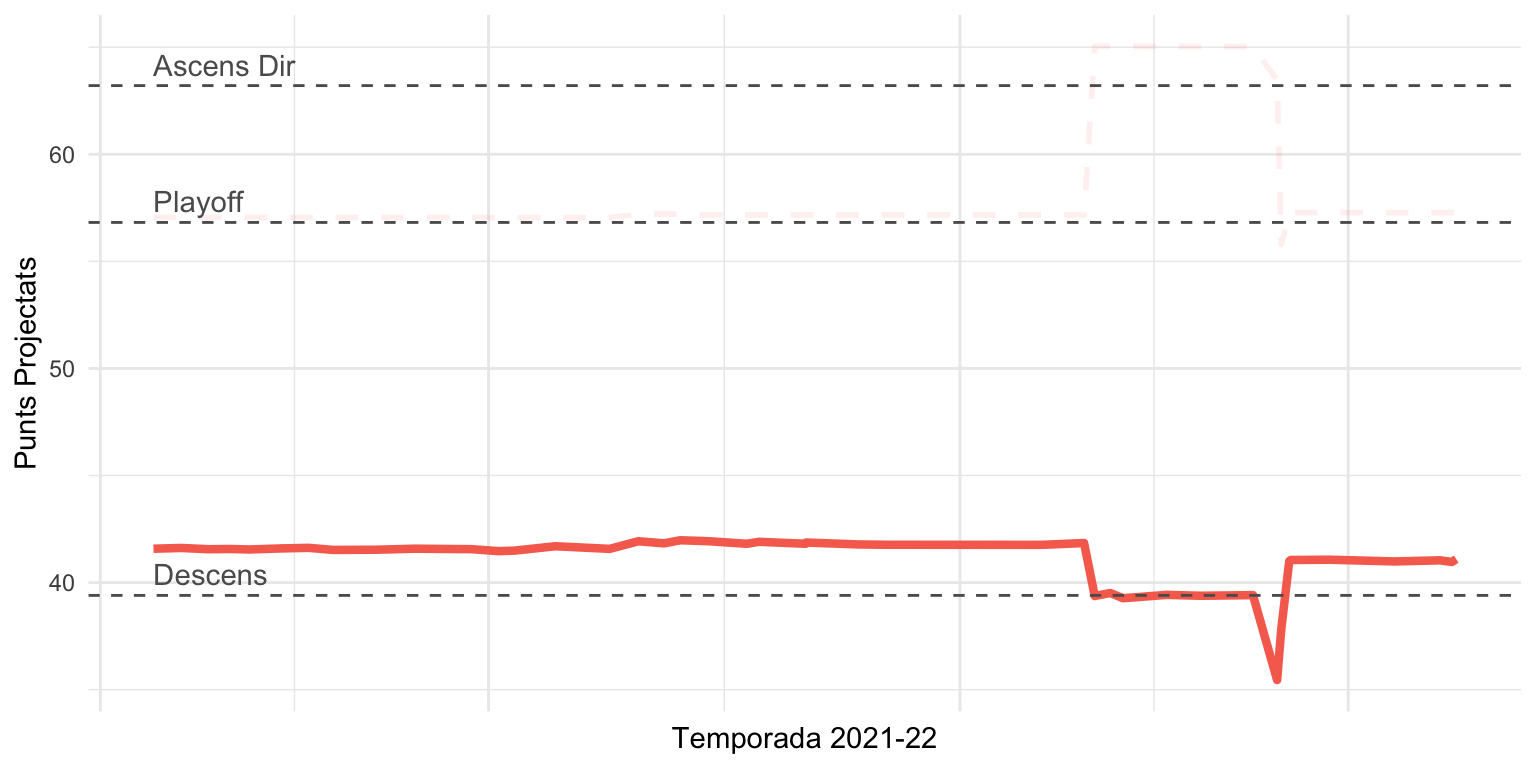 Ascens Dir
60
Playoff
Punts Projectats
50
Descens
40
Temporada 2021-22